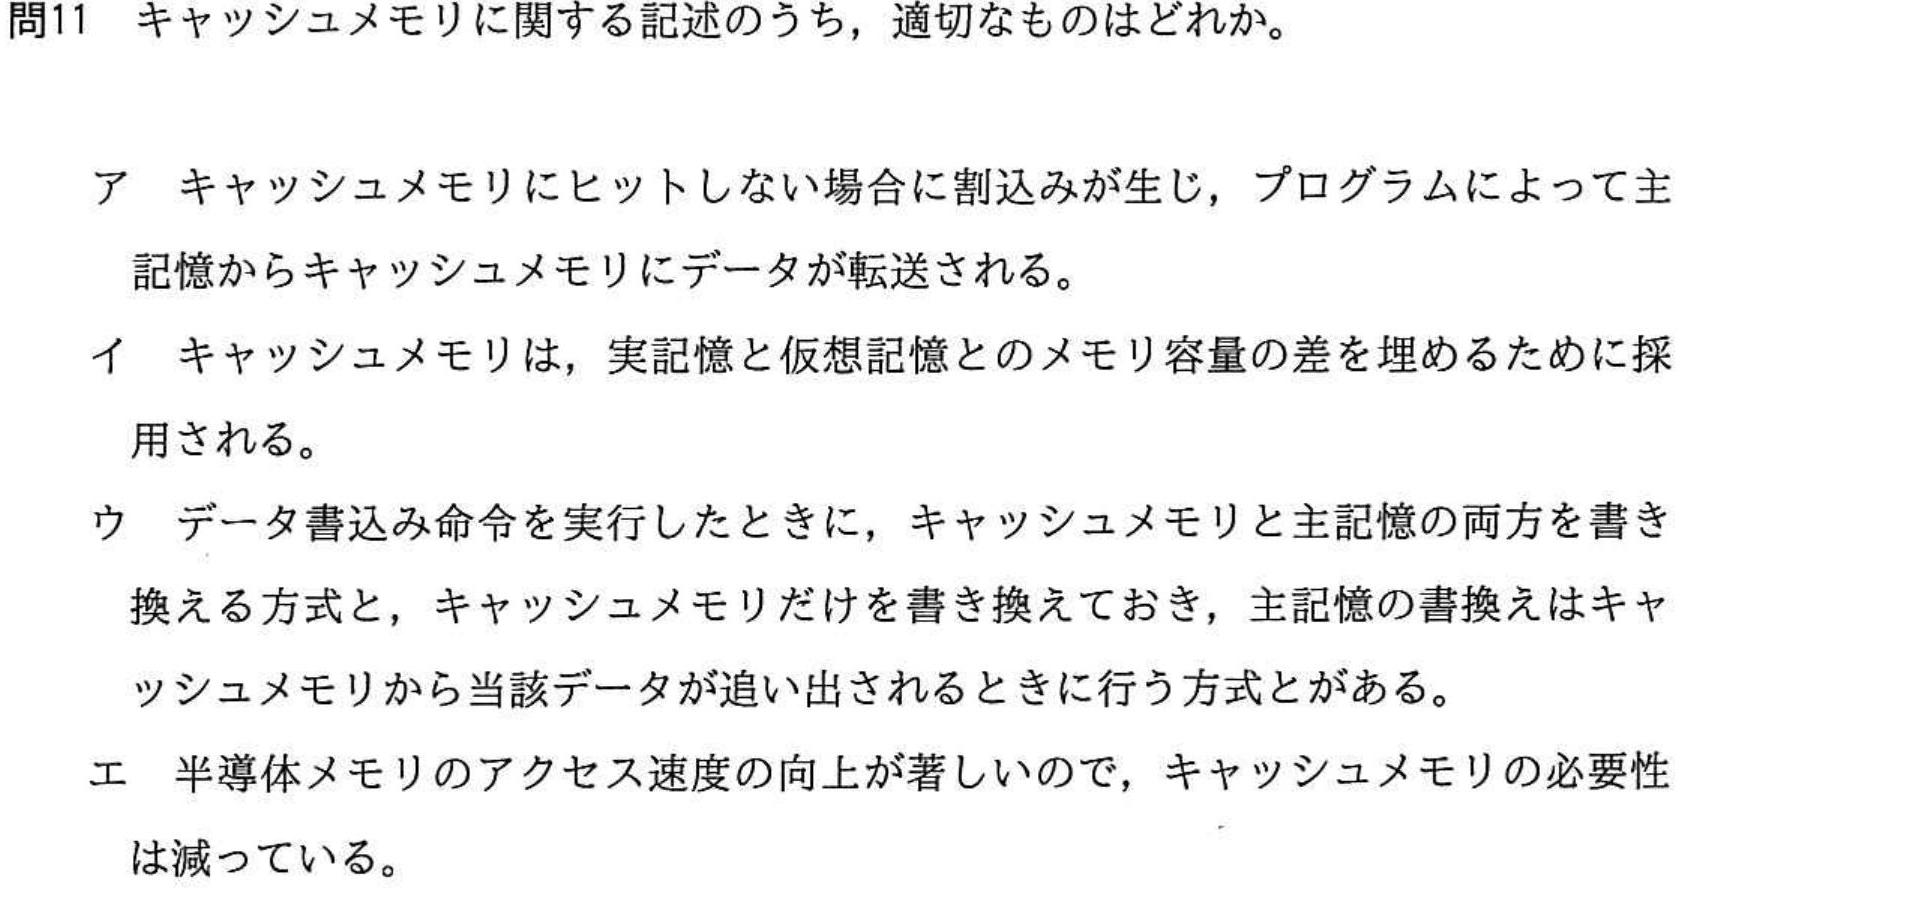 問11　キャッシュメモリに関する記述のうち，適切なものはどれか。
ア　キャッシュメモリにヒットしない場合に割込みが生じ，プログラムによって主
記憶からキャッシュメモリにデータが転送される。
イ　キャッシュメモリは，実記憶と仮想記憶とのメモリ容量の差を埋めるために採
用される。
ウ　データ書込み命令を実行したときに，キャッシュメモリと主記憶の両方を書き
換える方式と，キャッシュメモリだけを書き換えておき，主記憶の書換えはキャ
ッシュメモリから当該データが追い出されるときに行う方式とがある。
エ　半導体メモリのアクセス速度の向上が著しいので，キャッシュメモリの必要性
は減っている。